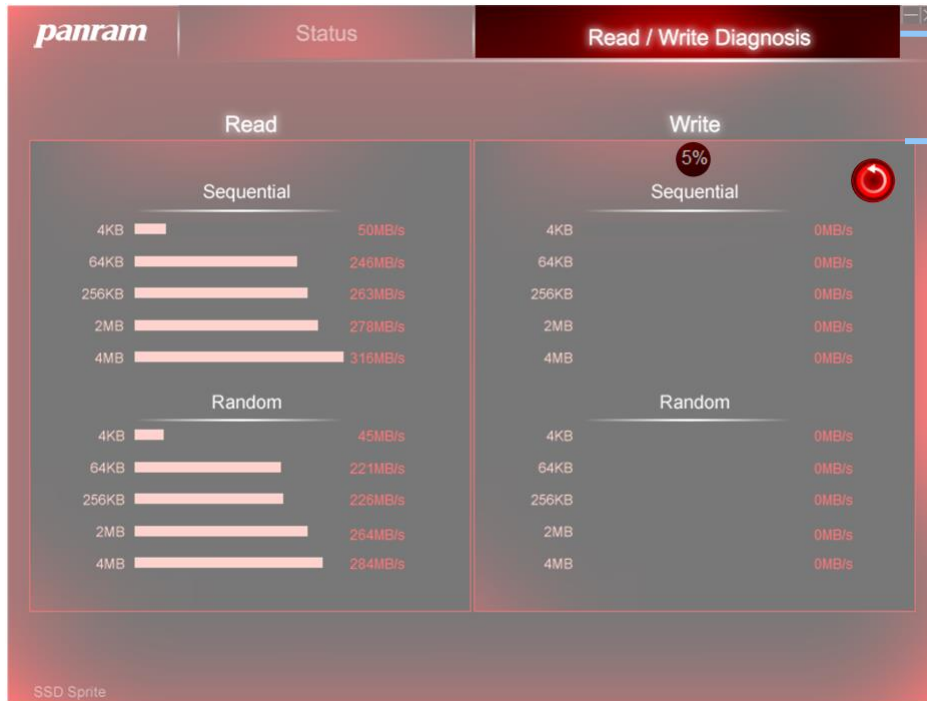 panram
Status
Read / Write Diagnosis
Read
Sequential
4KB 50MB/s
64KB 246MB/s
256KB 263MB/s
2MB 278MB/s
4MB 316MB/s
Random
4KB 45MB/s
64KB 221MB/s
256KB 226MB/s
2MB 264MB/s
4MB 284MB/s
Write
5%
Sequential
4KB 0MB/s
64KB 0MB/s
256KB 0MB/s
2MB 0MB/s
4MB 0MB/s
Random
4KB 0MB/s
64KB 0MB/s
256KB 0MB/s
2MB 0MB/s
4MB 0MB/s
SSD Sprite